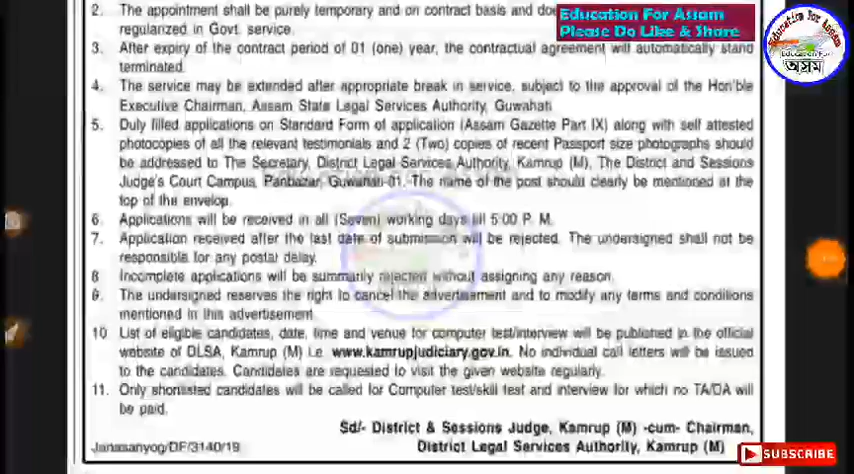 2. The appointment shall be purely temporary and on contract basis and
regularized in Govt. service.
Education For Assam
Please Do Like & Share
Education For Assam
Education For
অসম
3. After expiry of the contract period of 01 (one) year, the contractual agreement will automatically stand
terminated.
4. The service may be extended after appropriate break in service, subject to the approval of the Hon'ble
Executive Chairman, Assam State Legal Services Authority, Guwahati
5. Duly filled applications on Standard Form of application (Assam Gazette Part IX) along with self attested
photocopies of all the relevant testimonials and 2 (Two) copies of recent Passport size photographs should
be addressed to The Secretary, District Legal Services Authority, Kamrup (M), The District and Sessions
Judge's Court Campus, Panbazar, Guwahati-01. The name of the post should clearly be mentioned at the
top of the envelop.
6. Applications will be received in all (Seven) working days till 5:00 P. M.
7. Application received after the last date of submission will be rejected. The undersigned shall not be
responsible for any postal delay.
8 Incomplete applications will be summarily rejected without assigning any reason.
9. The undersigned reserves the right to cancel the advertisement and to modify any terms and conditions
mentioned in this advertisement.
10 List of eligible candidates, date, time and venue for computer test/interview will be published in the official
website of DLSA, Kamrup (M) i.e. www.kamrupjudiciary.gov.in. No individual call letters will be issued
to the candidates. Candidates are requested to visit the given website regularly.
11. Only shortlisted candidates will be called for Computer test/skill test and interview for which no TA/DA will
be paid.
Sd/- District & Sessions Judge, Kamrup (M) -cum- Chairman,
District Legal Services Authority, Kamrup (M)
Janasanyog/DF/3140/19
SUBSCRIBE